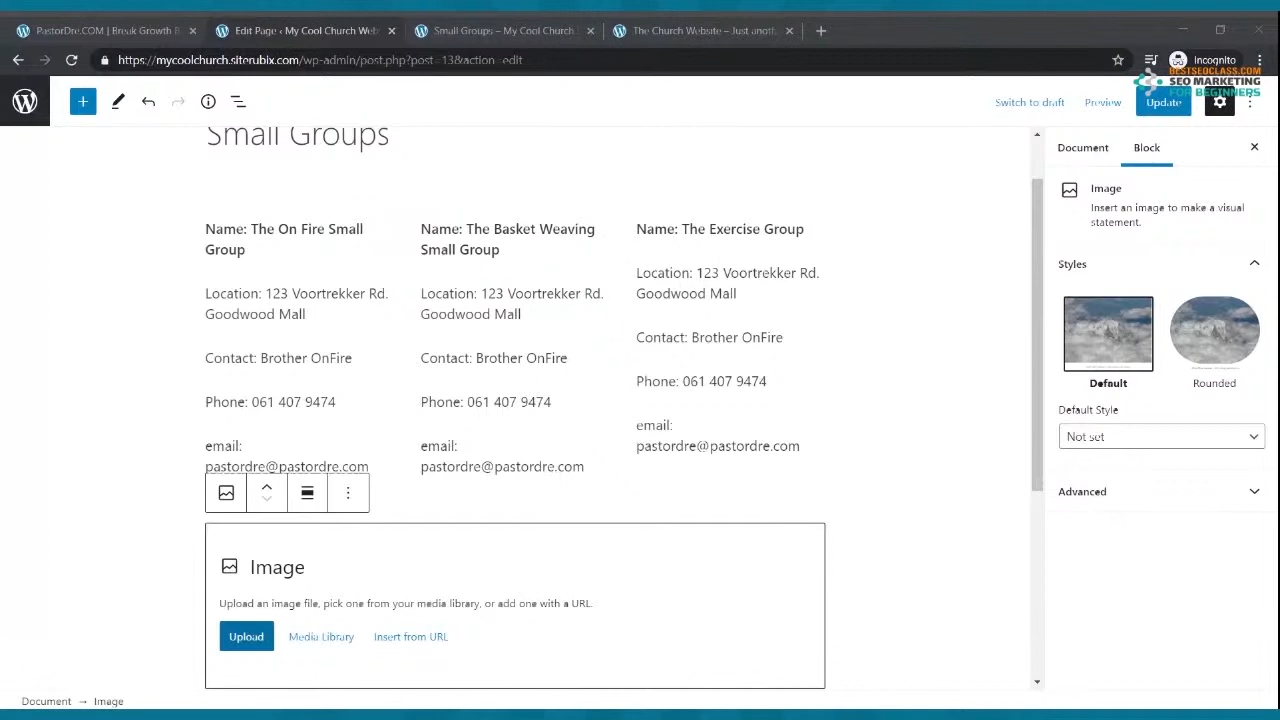 PastorDre.COM | Break Growth B
Edit Page ‹ My Cool Church Web
Small Groups – My Cool Church
The Church Website – Just anoth
https://mycoolchurch.siterubix.com/wp-admin/post.php?post=13&action=edit
Incognito
BESTSEOCLASS.COM
SEO MARKETING
FOR BEGINNERS
Switch to draft
Preview
Update
Small Groups
Document
Block
Image
Insert an image to make a visual
statement.
Styles
Default
Rounded
Default Style
Not set
Advanced
Name: The On Fire Small
Group
Location: 123 Voortrekker Rd.
Goodwood Mall
Contact: Brother OnFire
Phone: 061 407 9474
email:
pastordre@pastordre.com
Name: The Basket Weaving
Small Group
Location: 123 Voortrekker Rd.
Goodwood Mall
Contact: Brother OnFire
Phone: 061 407 9474
email:
pastordre@pastordre.com
Name: The Exercise Group
Location: 123 Voortrekker Rd.
Goodwood Mall
Contact: Brother OnFire
Phone: 061 407 9474
email:
pastordre@pastordre.com
Image
Upload an image file, pick one from your media library, or add one with a URL.
Upload
Media Library
Insert from URL
Document → Image